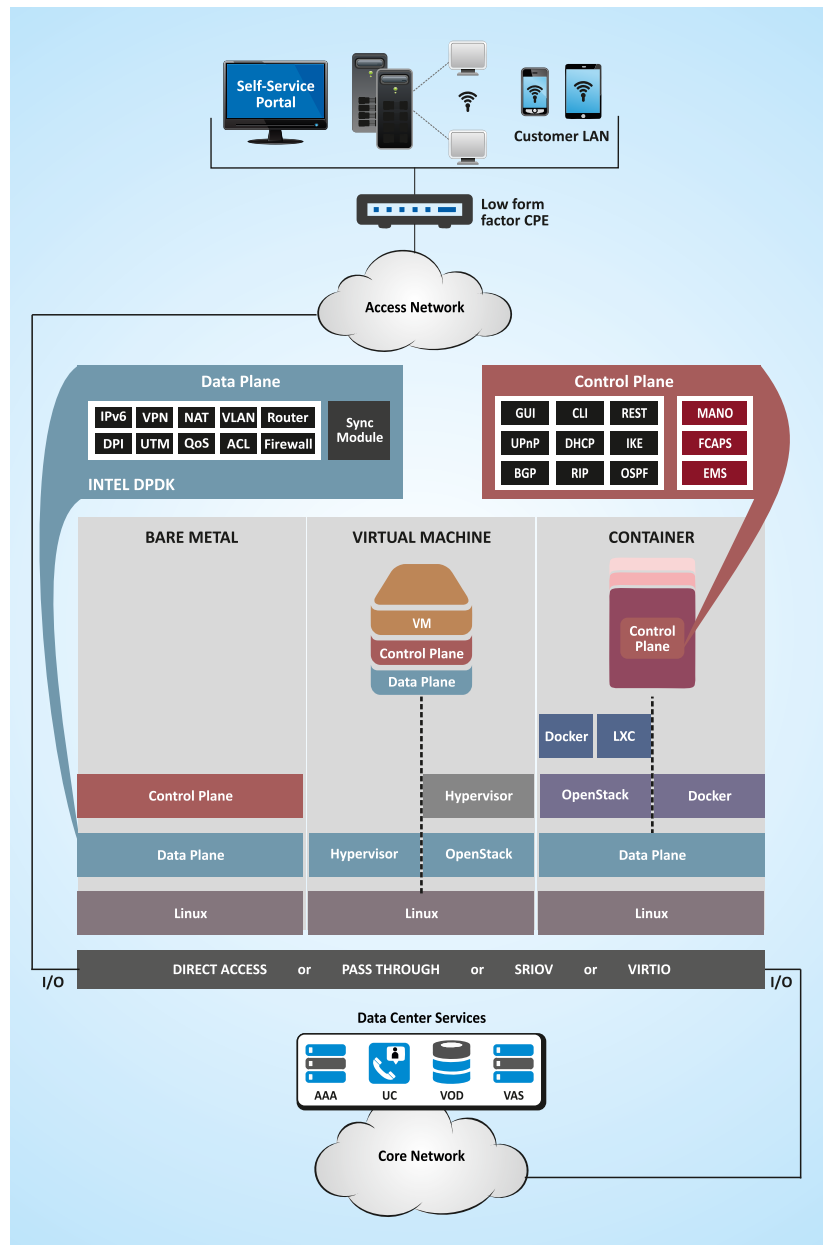 Self-Service
Portal
Customer LAN
Low form
factor CPE
Access Network
Data Plane
IPv6 VPN NAT VLAN Router
DPI UTM QoS ACL Firewall
Sync
Module
INTEL DPDK
Control Plane
GUI CLI REST
UPnP DHCP IKE
BGP RIP OSPF
MANO
FCAPS
EMS
BARE METAL
VIRTUAL MACHINE
CONTAINER
VM
Control Plane
Data Plane
Control
Plane
Docker LXC
Control Plane
Hypervisor
OpenStack
Docker
Data Plane
Hypervisor
OpenStack
Data Plane
Linux
Linux
Linux
DIRECT ACCESS or PASS THROUGH or SRIOV or VIRTIO
I/O
I/O
Data Center Services
AAA UC VOD VAS
Core Network